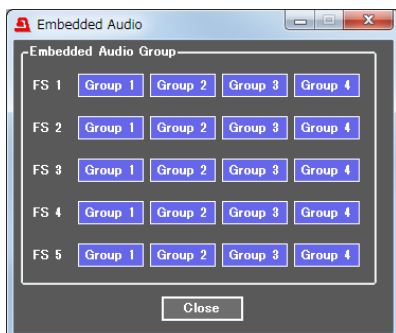 Embedded Audio
Embedded Audio Group
FS 1 Group 1 Group 2 Group 3 Group 4
FS 2 Group 1 Group 2 Group 3 Group 4
FS 3 Group 1 Group 2 Group 3 Group 4
FS 4 Group 1 Group 2 Group 3 Group 4
FS 5 Group 1 Group 2 Group 3 Group 4
Close